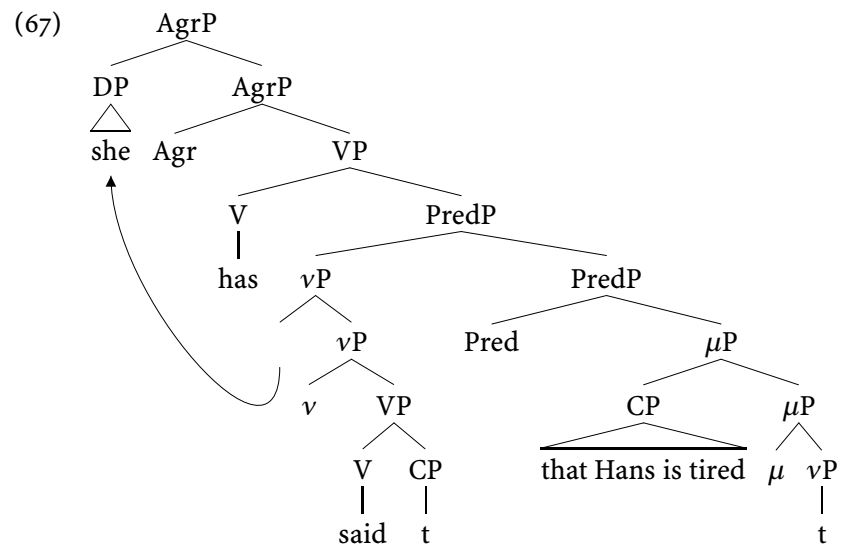 (67) AgrP
DP AgrP
she Agr VP
V PredP
has νP PredP
νP Pred μP
ν VP CP μP
V CP that Hans is tired μ νP
said t t